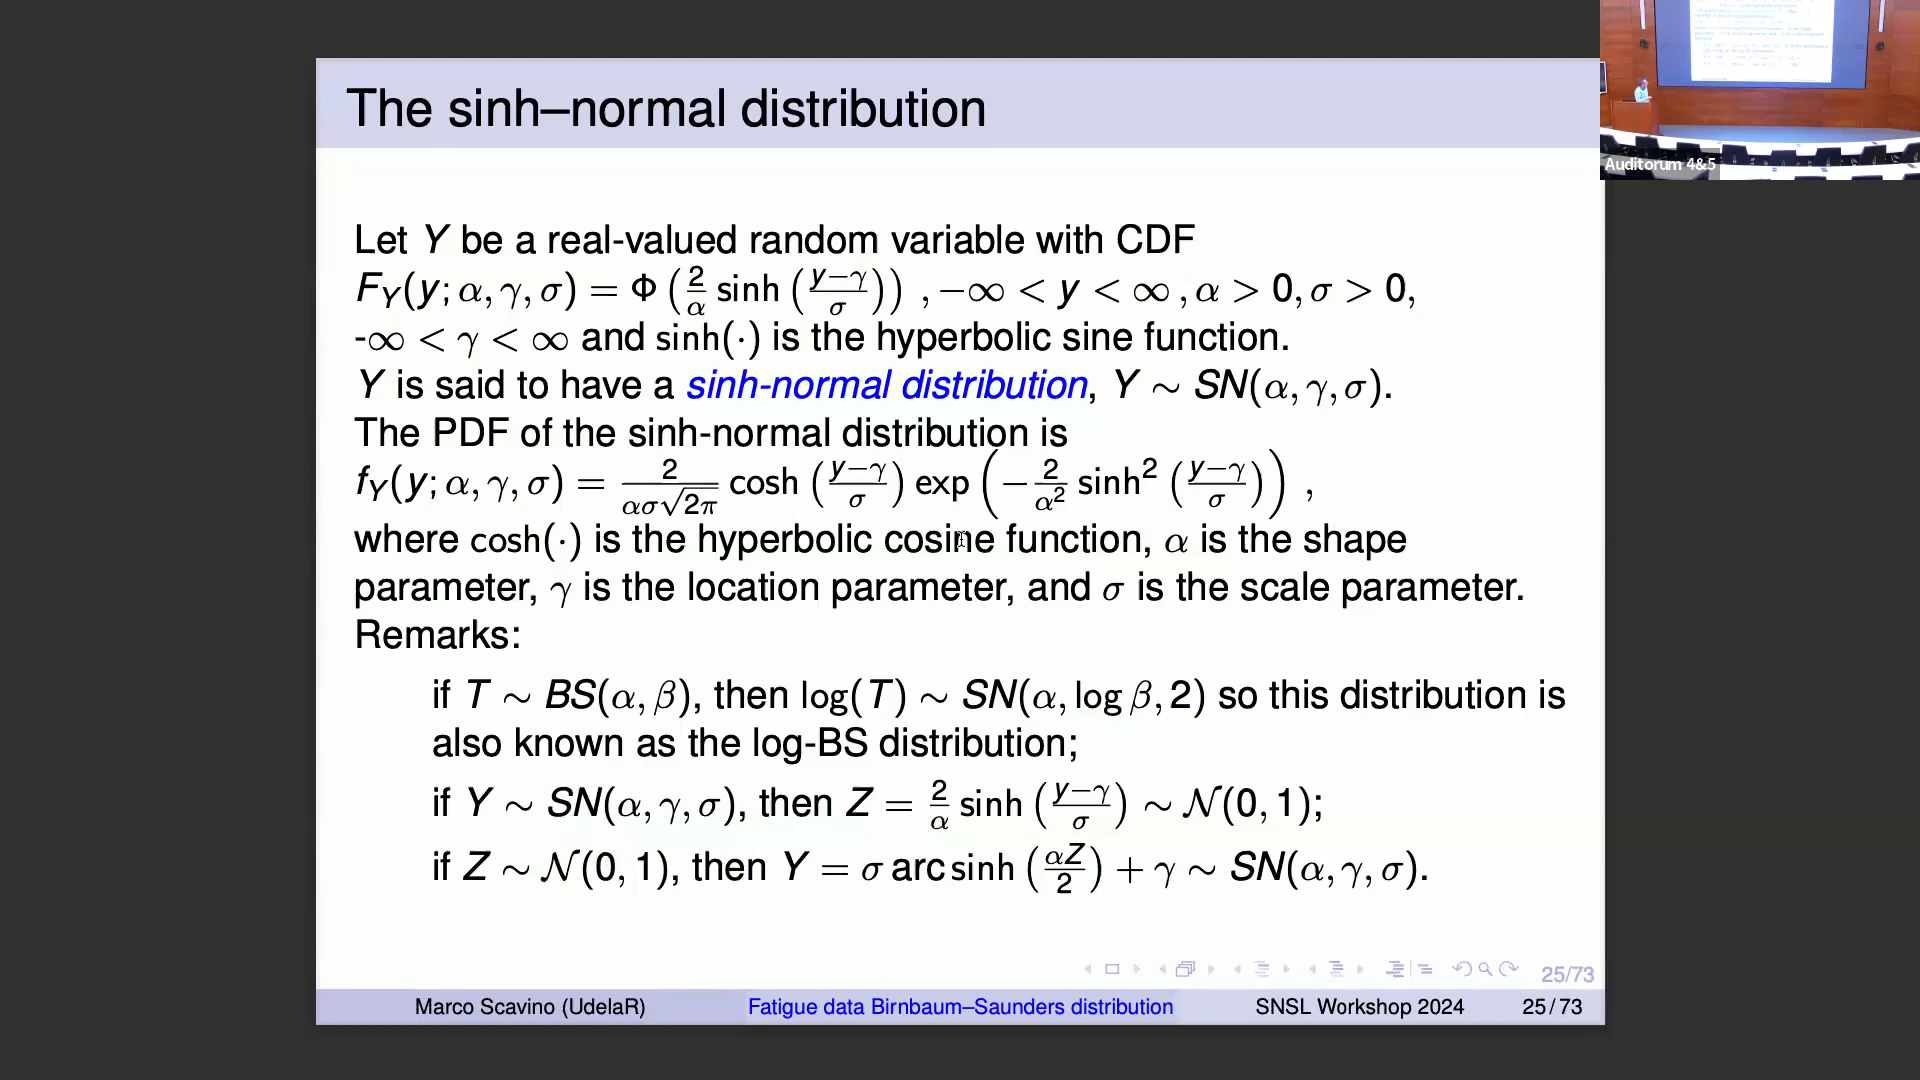 The sinh–normal distribution
Auditorum 4&5
Let Y be a real-valued random variable with CDF
F_Y(y; α, γ, σ) = Φ (2/α sinh ((y−γ)/σ)) , −∞ < y < ∞ , α > 0, σ > 0,
-∞ < γ < ∞ and sinh(·) is the hyperbolic sine function.
Y is said to have a sinh-normal distribution, Y ∼ SN(α, γ, σ).
The PDF of the sinh-normal distribution is
f_Y(y; α, γ, σ) = 2/(ασ√(2π)) cosh ((y−γ)/σ) exp (−2/α² sinh² ((y−γ)/σ)) ,
where cosh(·) is the hyperbolic cosine function, α is the shape
parameter, γ is the location parameter, and σ is the scale parameter.
Remarks:
if T ∼ BS(α, β), then log(T) ∼ SN(α, log β, 2) so this distribution is
also known as the log-BS distribution;
if Y ∼ SN(α, γ, σ), then Z = 2/α sinh ((y−γ)/σ) ∼ 𝒩(0, 1);
if Z ∼ 𝒩(0, 1), then Y = σ arc sinh (αZ/2) + γ ∼ SN(α, γ, σ).
25/73
Marco Scavino (UdelaR) Fatigue data Birnbaum–Saunders distribution SNSL Workshop 2024 25 / 73